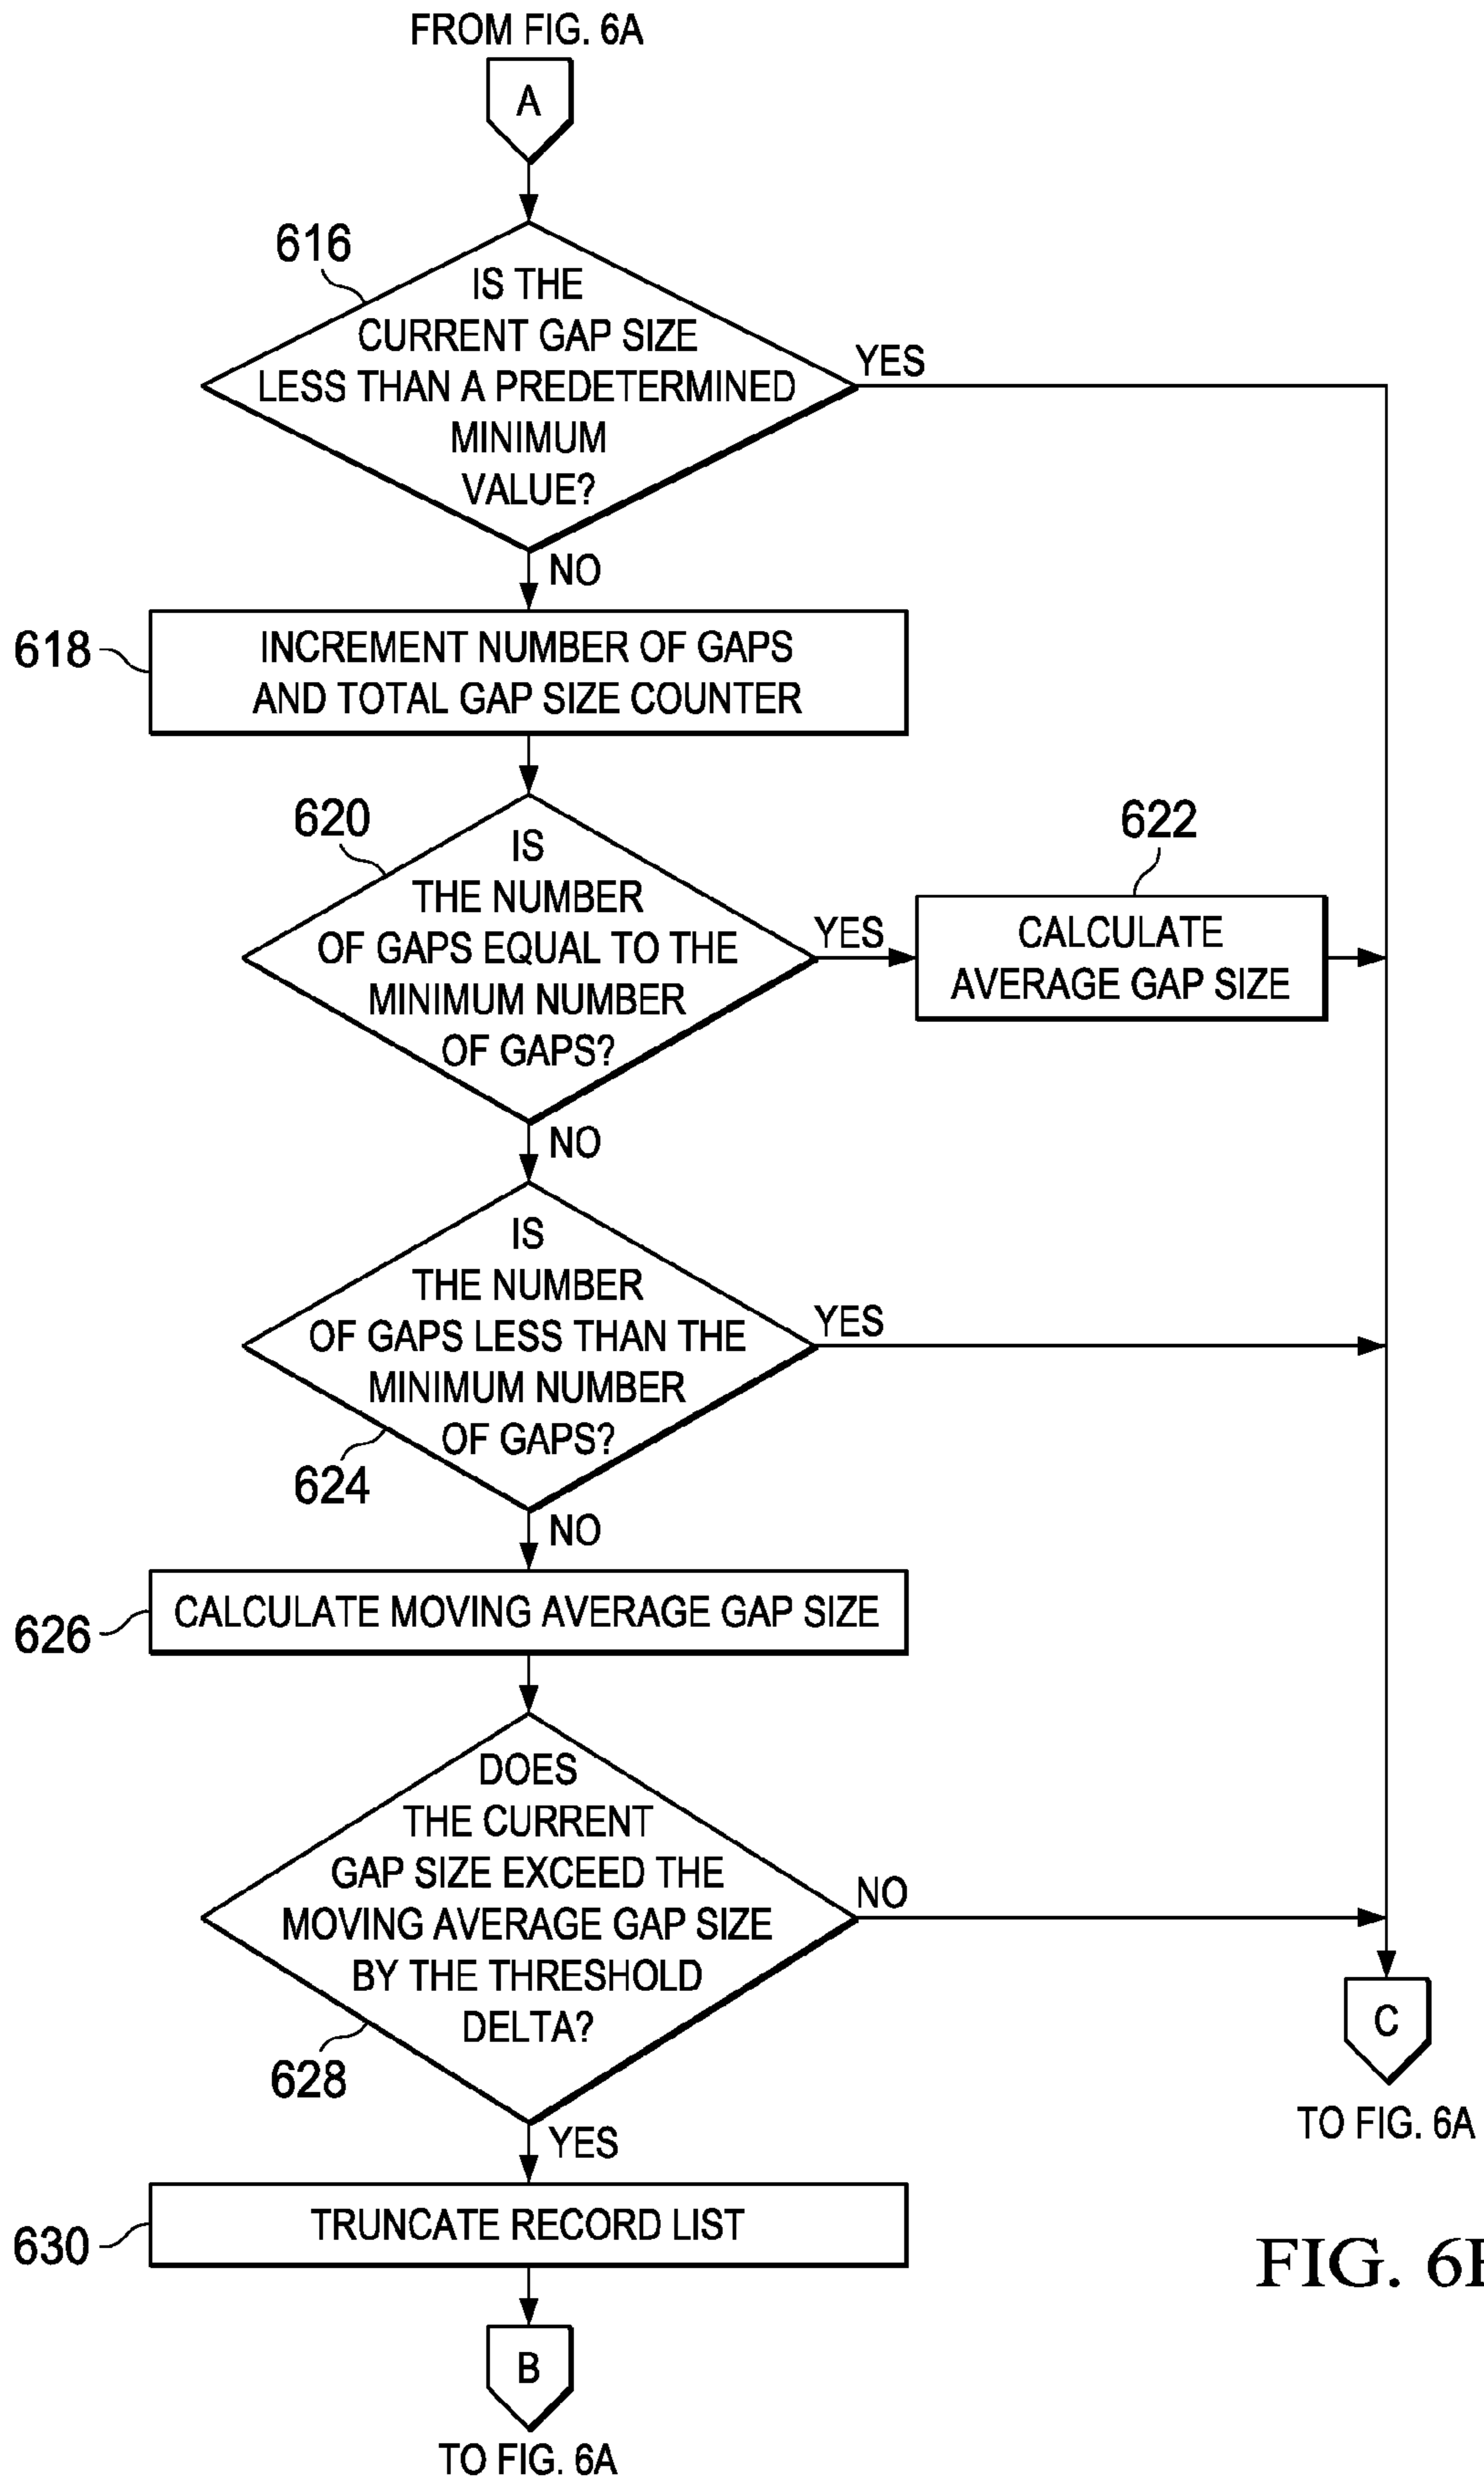 FROM FIG. 6A
A
616
IS THE
CURRENT GAP SIZE
LESS THAN A PREDETERMINED
MINIMUM
VALUE?
YES
NO
618
INCREMENT NUMBER OF GAPS
AND TOTAL GAP SIZE COUNTER
620
IS
THE NUMBER
OF GAPS EQUAL TO THE
MINIMUM NUMBER
OF GAPS?
YES
622
CALCULATE
AVERAGE GAP SIZE
NO
IS
THE NUMBER
OF GAPS LESS THAN THE
MINIMUM NUMBER
OF GAPS?
YES
624
NO
626
CALCULATE MOVING AVERAGE GAP SIZE
DOES
THE CURRENT
GAP SIZE EXCEED THE
MOVING AVERAGE GAP SIZE
BY THE THRESHOLD
DELTA?
NO
628
C
TO FIG. 6A
YES
630
TRUNCATE RECORD LIST
B
TO FIG. 6A
FIG.